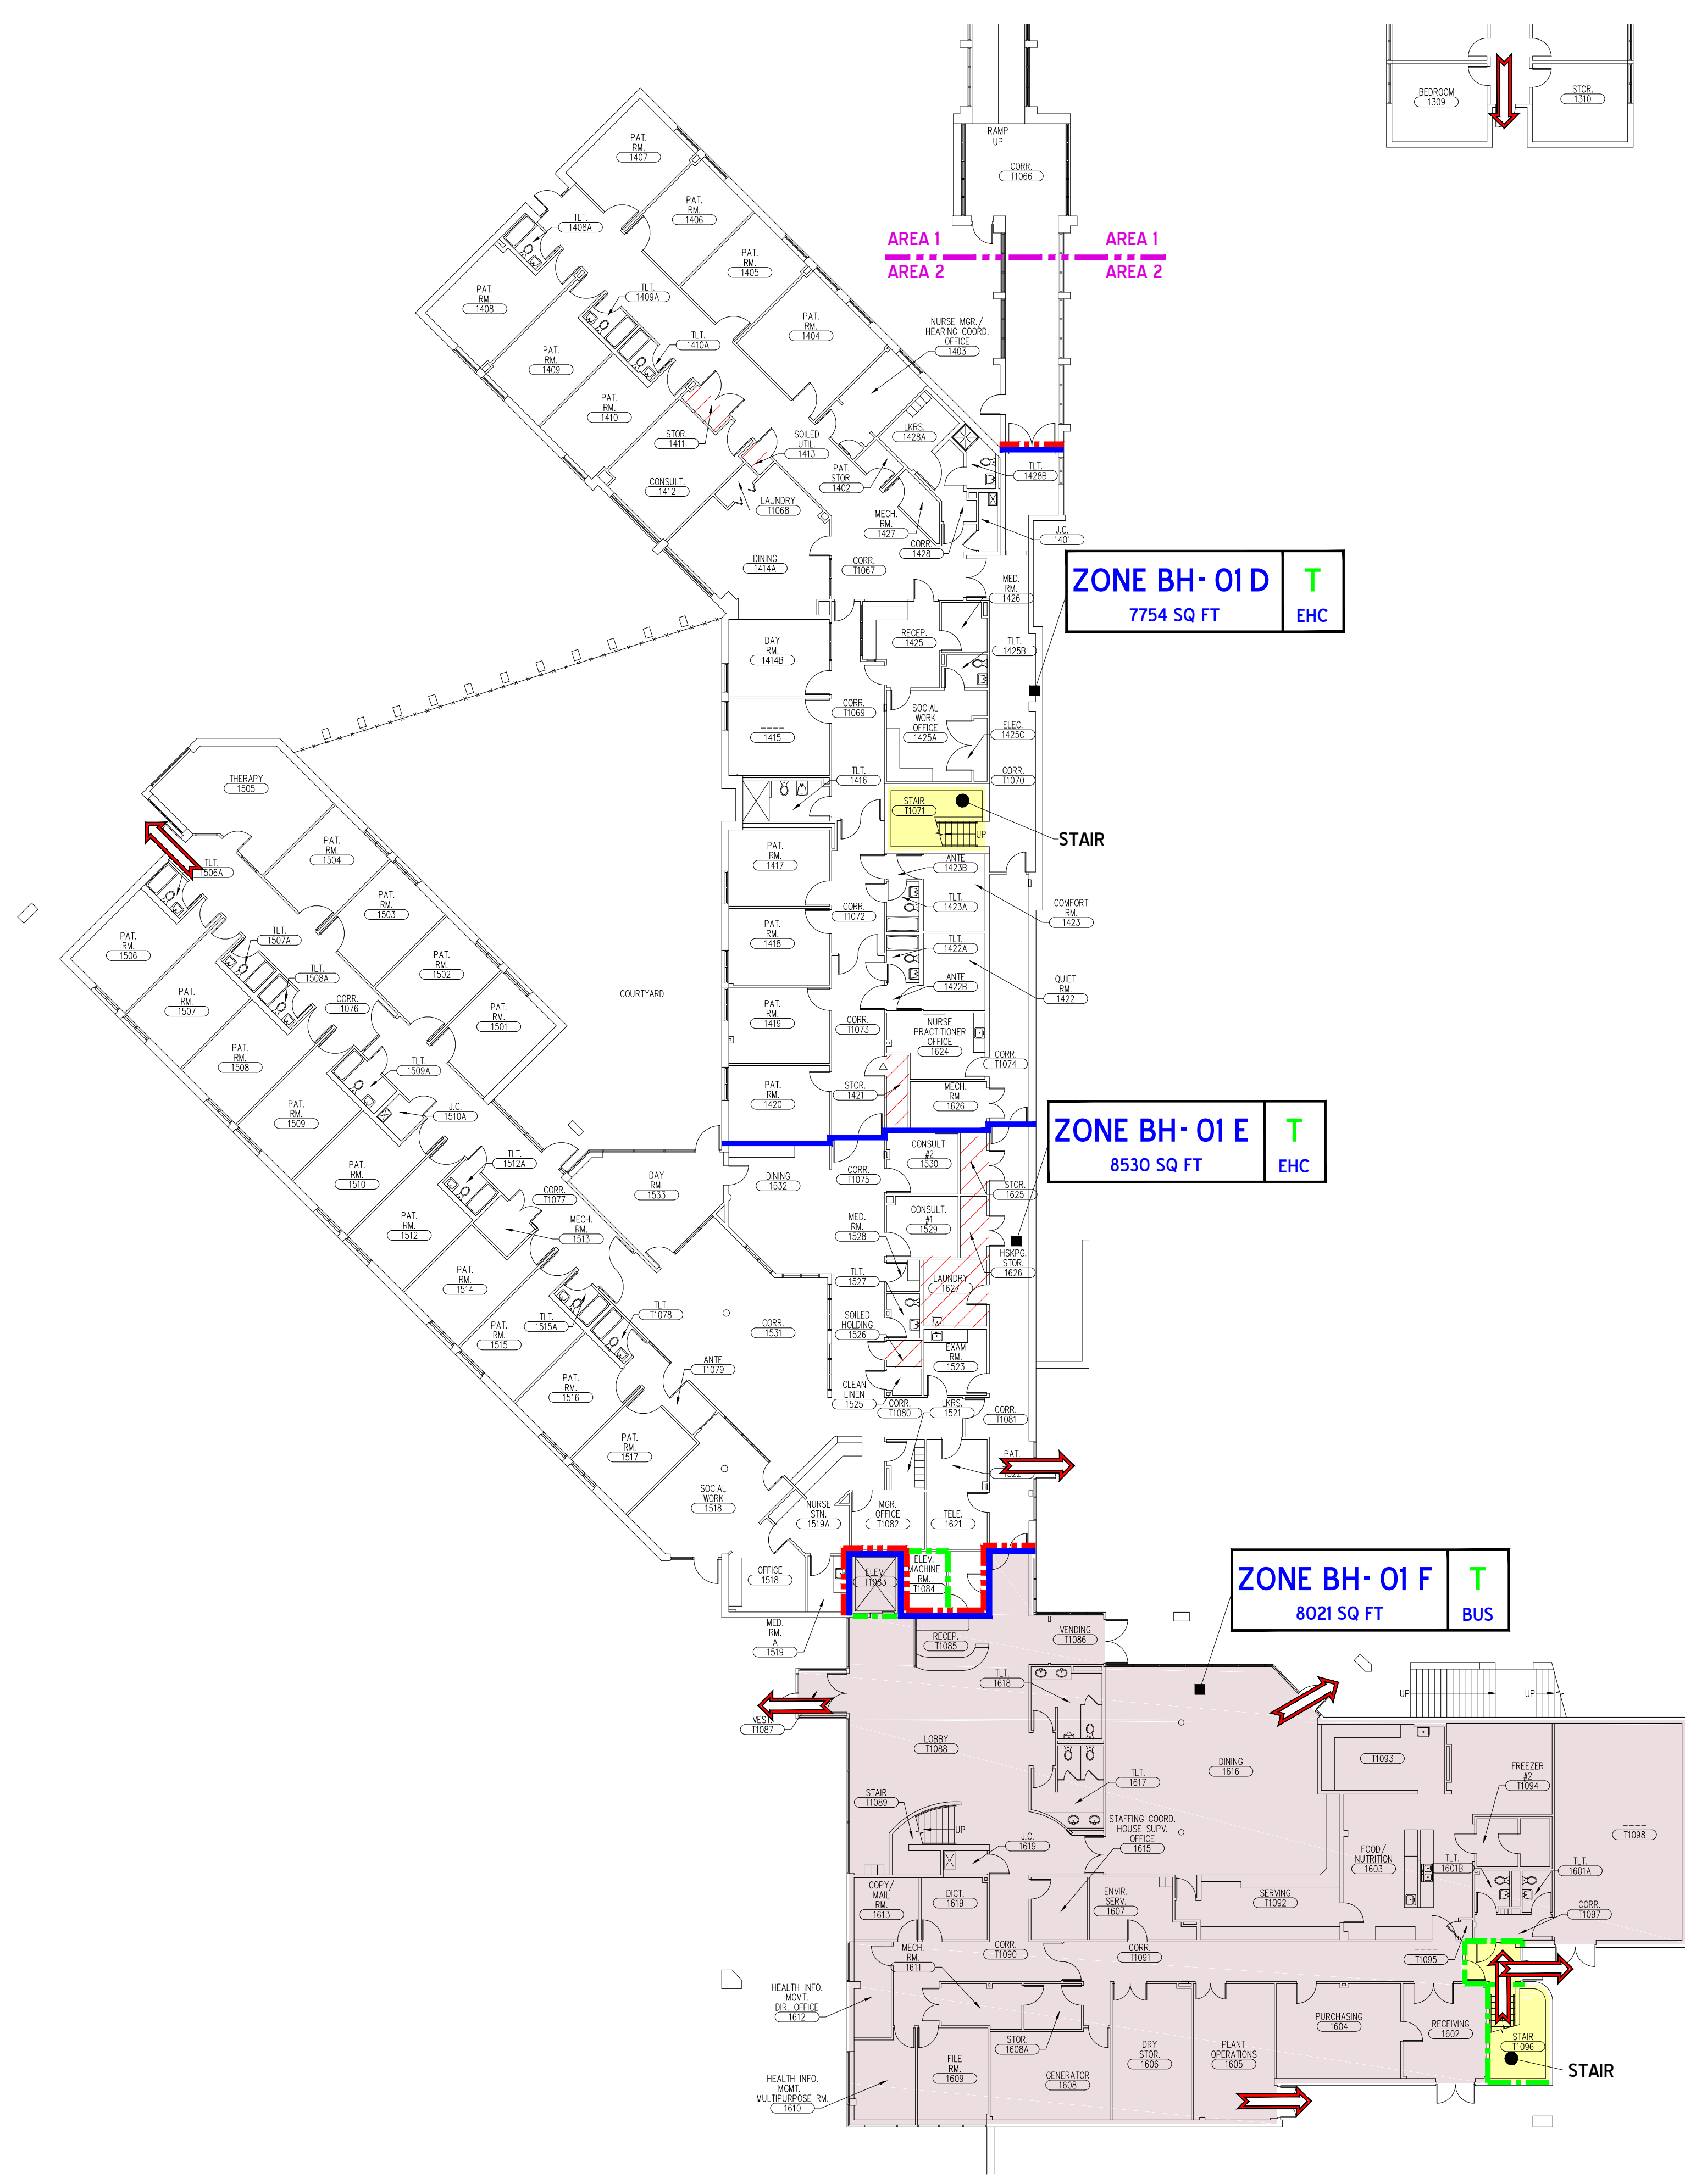 BEDROOM
1309
STOR.
1310
RAMP
UP
CORR.
T1066
AREA 1
AREA 1
AREA 2
AREA 2
PAT.
RM.
1407
PAT.
RM.
1406
TLT.
1408A
PAT.
RM.
1405
PAT.
RM.
1408
TLT.
1409A
PAT.
RM.
1404
NURSE MGR./
HEARING COORD.
OFFICE
1403
TLT.
1410A
PAT.
RM.
1409
PAT.
RM.
1410
STOR.
1411
SOILED
UTIL.
1413
LKRS.
1428A
PAT.
STOR.
1402
TLT.
1428B
CONSULT.
1412
LAUNDRY
T1068
MECH.
RM.
1427
CORR.
1428
J.C.
1401
DINING
1414A
CORR.
T1067
MED.
RM.
1426
ZONE BH- 01 D
7754 SQ FT
T
EHC
DAY
RM.
1414B
RECEP.
1425
TLT.
1425B
CORR.
T1069
SOCIAL
WORK
OFFICE
1425A
ELEC.
1425C
----
1415
TLT.
1416
CORR.
T1070
STAIR
T1071
UP
STAIR
THERAPY
1505
PAT.
RM.
1504
TLT.
1506A
PAT.
RM.
1417
ANTE
1423B
TLT.
1423A
COMFORT
RM.
1423
PAT.
RM.
1503
CORR.
T1072
PAT.
RM.
1418
TLT.
1422A
PAT.
RM.
1506
TLT.
1507A
PAT.
RM.
1502
TLT.
1508A
ANTE
1422B
QUIET
RM.
1422
COURTYARD
PAT.
RM.
1507
CORR.
T1076
PAT.
RM.
1501
PAT.
RM.
1419
CORR.
T1073
NURSE
PRACTITIONER
OFFICE
1624
CORR.
T1074
PAT.
RM.
1508
TLT.
1509A
PAT.
RM.
1420
STOR.
1421
MECH.
RM.
1626
PAT.
RM.
1509
J.C.
1510A
ZONE BH- 01 E
8530 SQ FT
T
EHC
PAT.
RM.
1510
TLT.
1512A
CORR.
T1077
DAY
RM.
1533
DINING
1532
CORR.
T1075
CONSULT.
#2
1530
STOR.
1625
PAT.
RM.
1512
MECH.
RM.
1513
MED.
RM.
1528
CONSULT.
#1
1529
HSKPG.
STOR.
1626
PAT.
RM.
1514
TLT.
1527
LAUNDRY
1627
TLT.
1515A
TLT.
T1078
CORR.
1531
SOILED
HOLDING
1526
PAT.
RM.
1515
EXAM
RM.
1523
ANTE
T1079
PAT.
RM.
1516
CLEAN
LINEN
1525
CORR.
T1080
LKRS.
1521
CORR.
T1081
PAT.
RM.
1517
PAT.
1522
SOCIAL
WORK
1518
NURSE
STN.
1519A
MGR.
OFFICE
T1082
TELE.
1621
OFFICE
1518
ELEV.
T1083
ELEV.
MACHINE
RM.
T1084
ZONE BH- 01 F
8021 SQ FT
T
BUS
MED.
RM.
A
1519
RECEP.
T1085
VENDING
T1086
TLT.
1618
VEST.
T1087
LOBBY
T1088
UP
UP
DINING
1616
----
T1093
FREEZER
#2
T1094
TLT.
1617
STAIR
T1089
UP
J.C.
1619
STAFFING COORD.
HOUSE SUPV.
OFFICE
1615
----
T1098
FOOD/
NUTRITION
1603
TLT.
1601B
TLT.
1601A
COPY/
MAIL
RM.
1613
DICT.
1619
ENVIR.
SERV.
1607
SERVING
T1092
CORR.
T1097
CORR.
T1090
CORR.
T1091
----
T1095
MECH.
RM.
1611
HEALTH INFO.
MGMT.
DIR. OFFICE
1612
PURCHASING
1604
RECEIVING
1602
STAIR
T1096
STAIR
STOR.
1608A
DRY
STOR.
1606
PLANT
OPERATIONS
1605
FILE
RM.
1609
GENERATOR
1608
HEALTH INFO.
MGMT.
MULTIPURPOSE RM.
1610